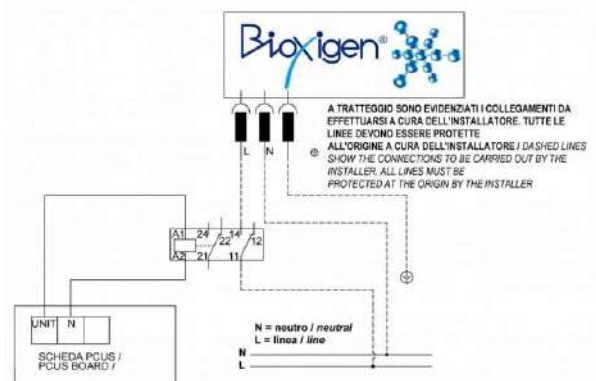 Bioxigen®
A TRATTEGGIO SONO EVIDENZIATI I COLLEGAMENTI DA
EFFETTUARSI A CURA DELL'INSTALLATORE. TUTTE LE
LINEE DEVONO ESSERE PROTETTE
ALL'ORIGINE A CURA DELL'INSTALLATORE / DASHED LINES
SHOW THE CONNECTIONS TO BE CARRIED OUT BY THE
INSTALLER. ALL LINES MUST BE
PROTECTED AT THE ORIGIN BY THE INSTALLER
L N
A1 24 22 14 12
A2 21 11
UNIT N
SCHEDA PCUS /
PCUS BOARD /
N = neutro / neutral
L = linea / line
N
L